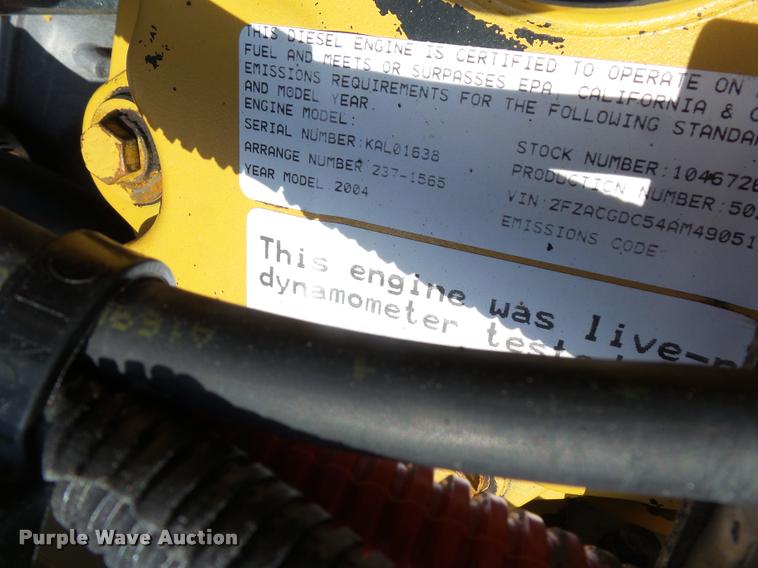 THIS DIESEL ENGINE IS CERTIFIED TO OPERATE ON
FUEL AND MEETS OR SURPASSES EPA, CALIFORNIA & C
EMISSIONS REQUIREMENTS FOR THE FOLLOWING STANDA
AND MODEL YEAR
ENGINE MODEL:
SERIAL NUMBER:KAL01638
ARRANGE NUMBER 237-1565
YEAR MODEL 2004
STOCK NUMBER:104672
PRODUCTION NUMBER:50
VIN:2FZACGDC54AM49051
EMISSIONS CODE
This engine was live-
dynamometer tested
Purple Wave Auction